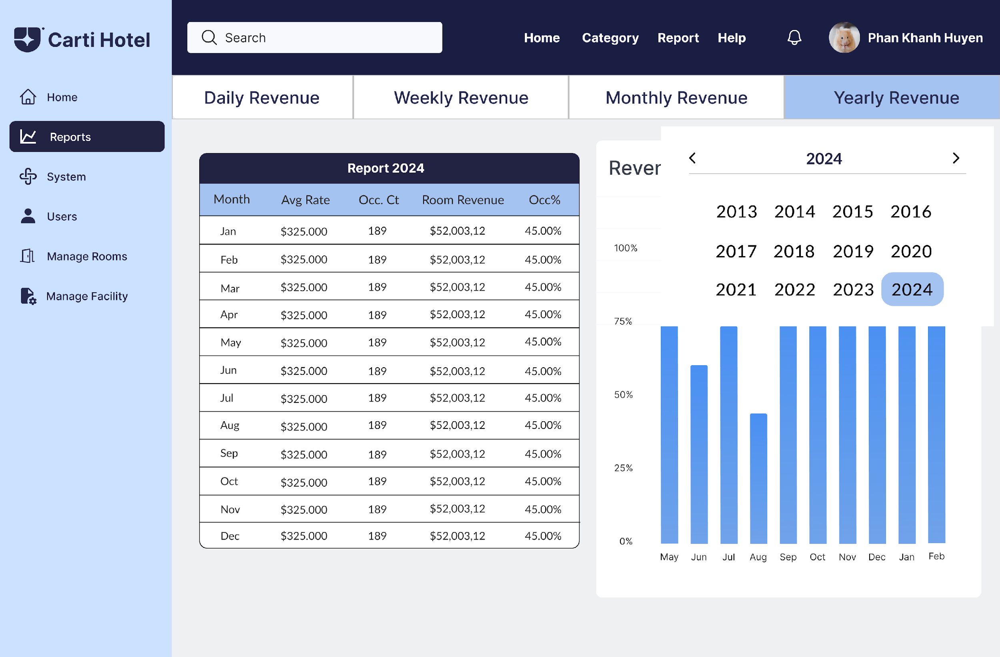 Carti Hotel
Search
Home Category Report Help
Phan Khanh Huyen
Home
Reports
System
Users
Manage Rooms
Manage Facility
Daily Revenue Weekly Revenue Monthly Revenue Yearly Revenue
Report 2024
Month Avg Rate Occ. Ct Room Revenue Occ%
Jan $325.000 189 $52,003,12 45.00%
Feb $325.000 189 $52,003,12 45.00%
Mar $325.000 189 $52,003,12 45.00%
Apr $325.000 189 $52,003,12 45.00%
May $325.000 189 $52,003,12 45.00%
Jun $325.000 189 $52,003,12 45.00%
Jul $325.000 189 $52,003,12 45.00%
Aug $325.000 189 $52,003,12 45.00%
Sep $325.000 189 $52,003,12 45.00%
Oct $325.000 189 $52,003,12 45.00%
Nov $325.000 189 $52,003,12 45.00%
Dec $325.000 189 $52,003,12 45.00%
2024
2013 2014 2015 2016
2017 2018 2019 2020
2021 2022 2023 2024
100%
75%
50%
25%
0%
May Jun Jul Aug Sep Oct Nov Dec Jan Feb